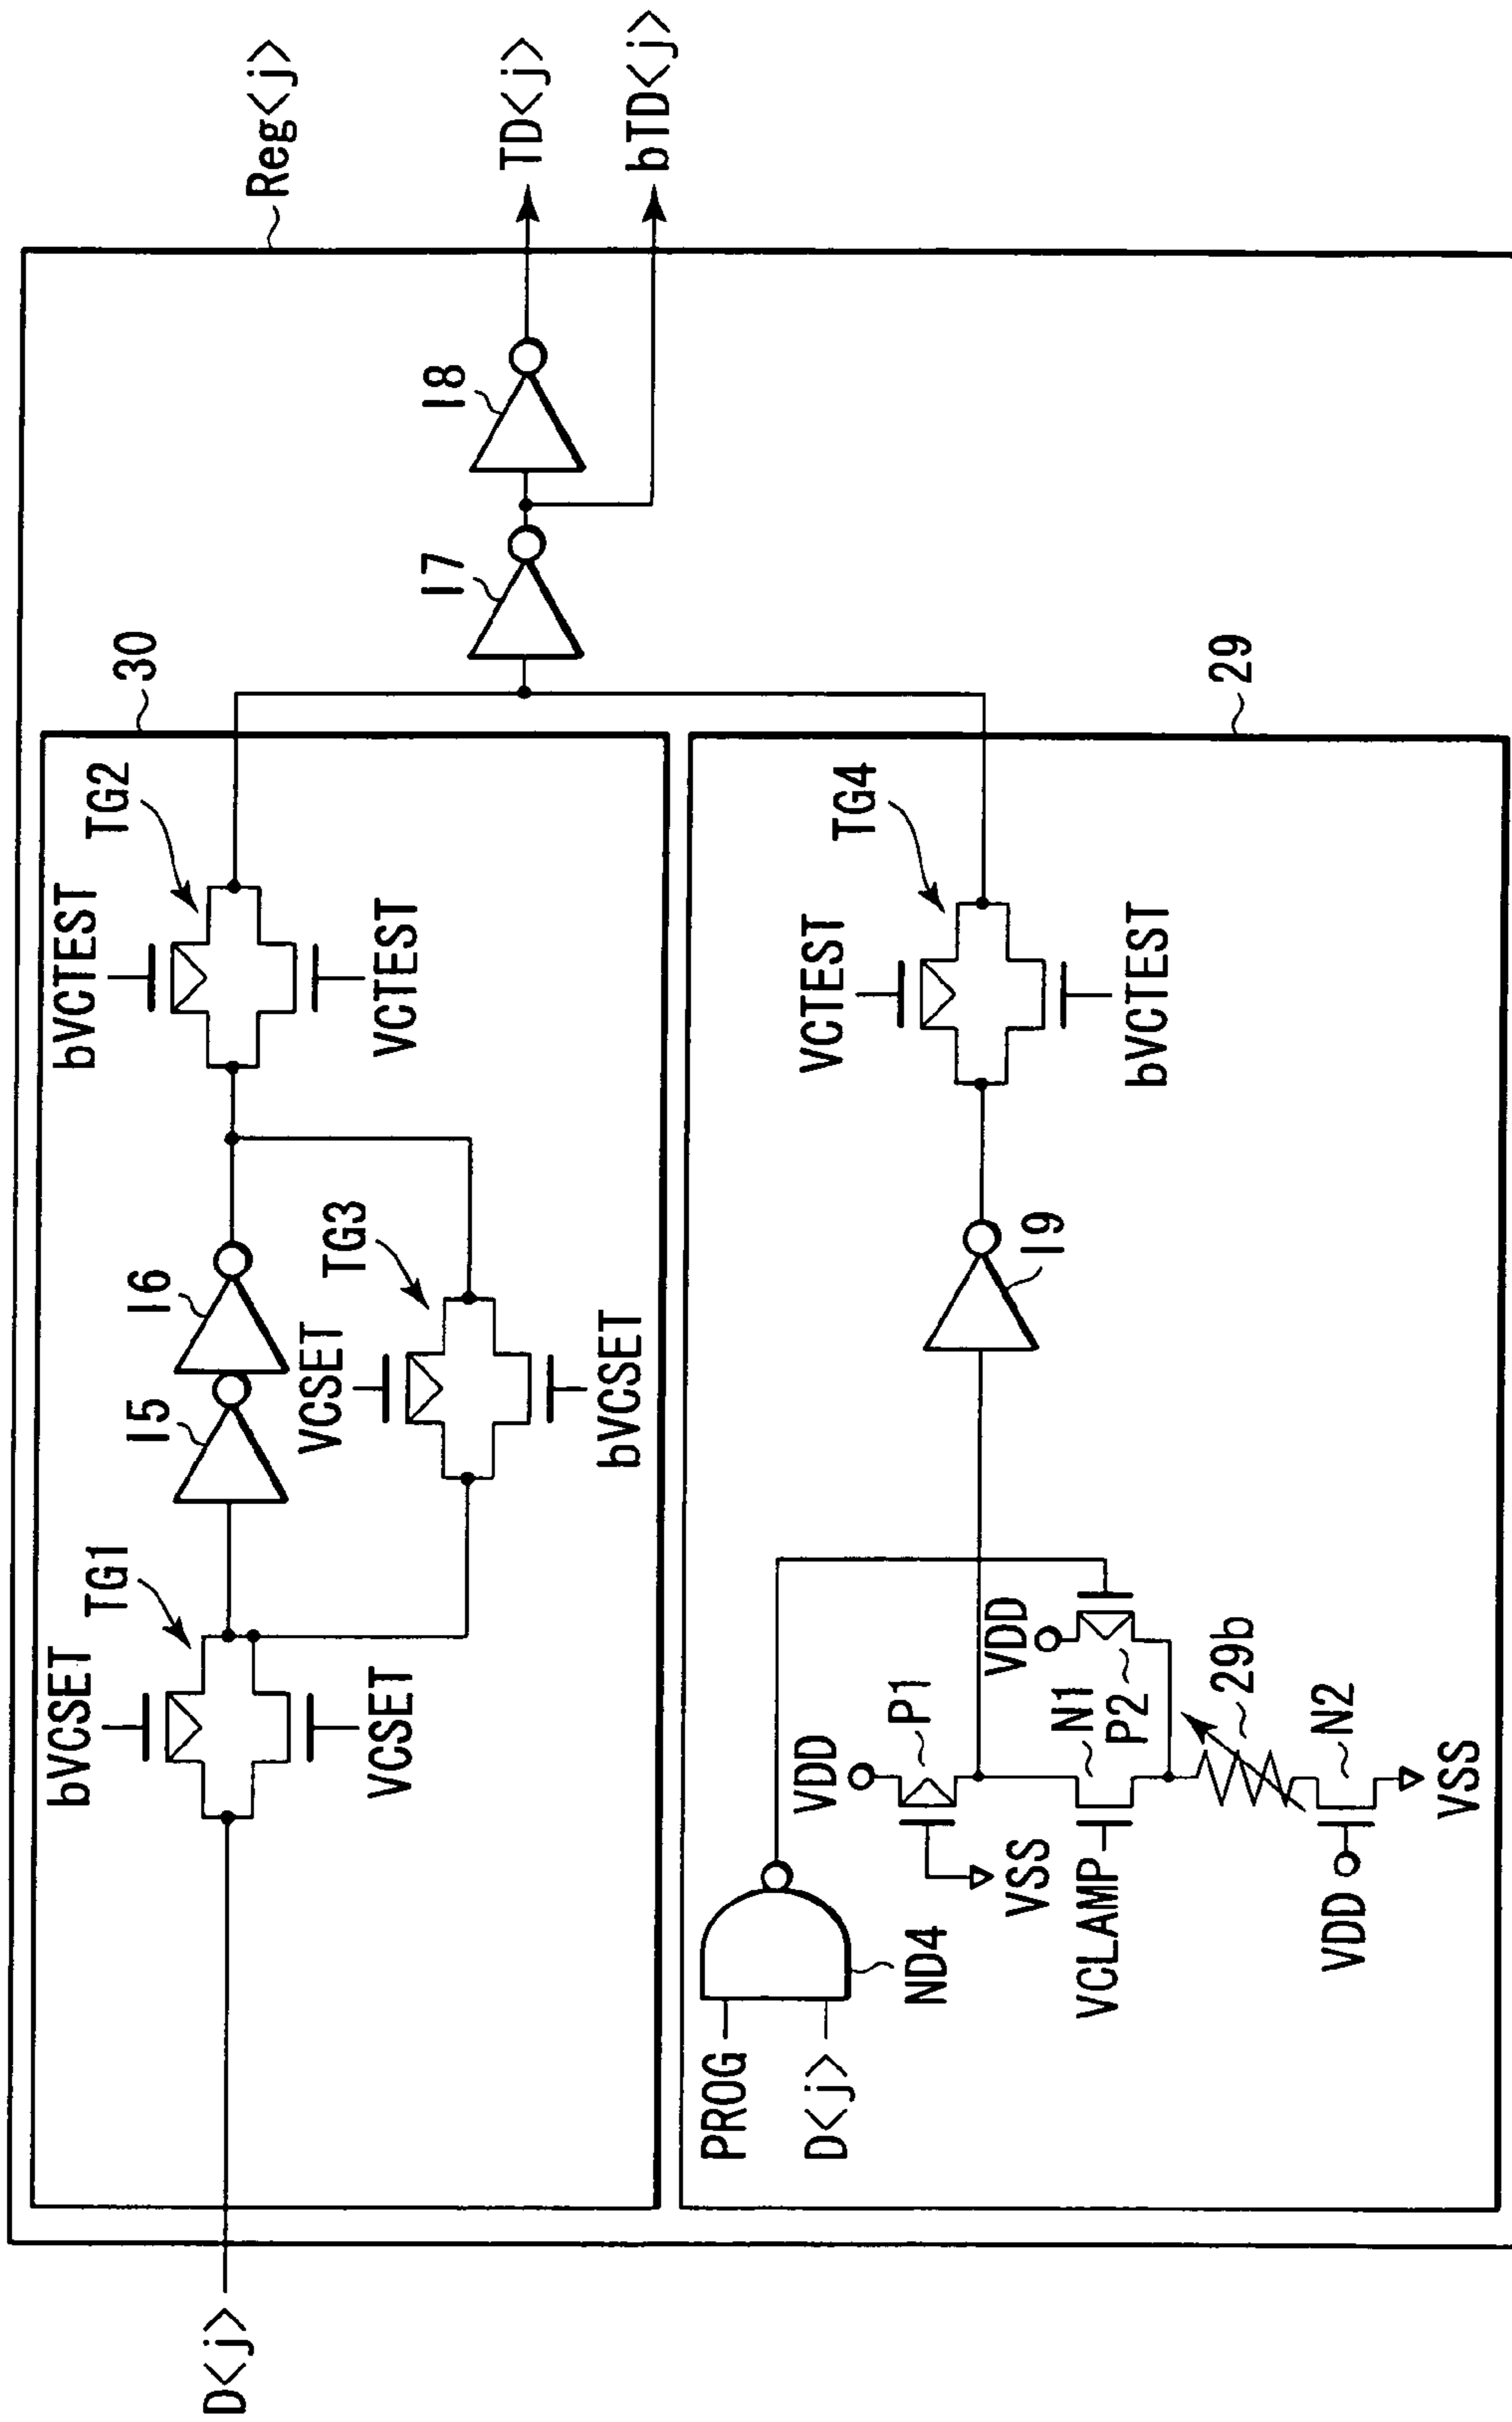 Reg<j>
D<j>
30
bVCSET
TG1
VCSET
I5
I6
VCSET
TG3
bVCSET
bVCTEST
TG2
VCTEST
I7
I8
TD<j>
bTD<j>
29
PROG
D<j>
ND4
VDD
P1
VSS
VCLAMP
N1
VDD
P2
29b
VDD
N2
VSS
I9
VCTEST
TG4
bVCTEST